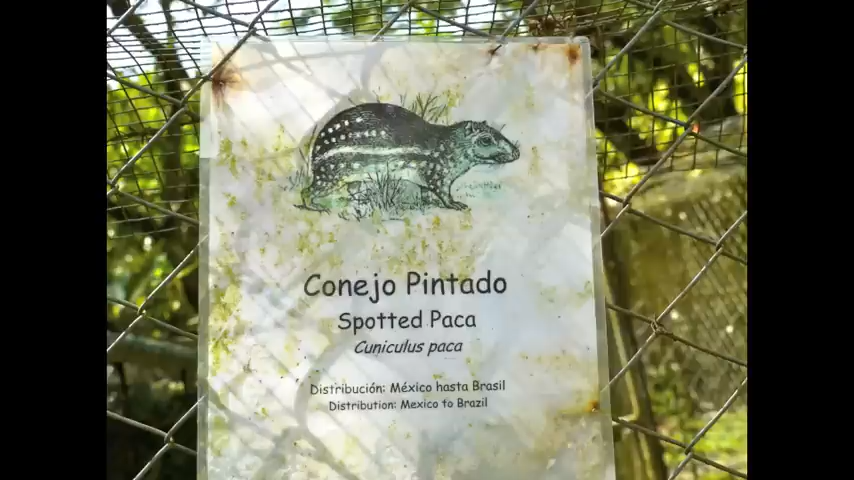 Conejo Pintado
Spotted Paca
Cuniculus paca
Distribución: México hasta Brasil
Distribution: Mexico to Brazil